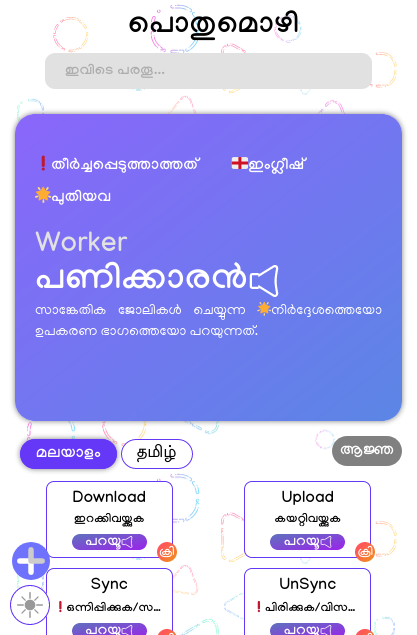 പൊതുമൊഴി
ഇവിടെ പരതൂ...
❗തീർച്ചപ്പെടുത്താത്തത് 🏴󠁧󠁢󠁥󠁮󠁧󠁿ഇംഗ്ലീഷ്
☀️പുതിയവ
Worker
പണിക്കാരൻ
സാങ്കേതിക ജോലികൾ ചെയ്യുന്ന ☀️നിർദ്ദേശത്തെയോ
ഉപകരണ ഭാഗത്തെയോ പറയുന്നത്.
മലയാളം தமிழ் ആജ്ഞ
Download Upload
ഇറക്കിവയ്ക്കുക കയറ്റിവയ്ക്കുക
പറയൂ പറയൂ
ക്രി ക്രി
Sync UnSync
❗ഒന്നിപ്പിക്കുക/സ... ❗പിരിക്കുക/വിസ...
പറയൂ പറയൂ